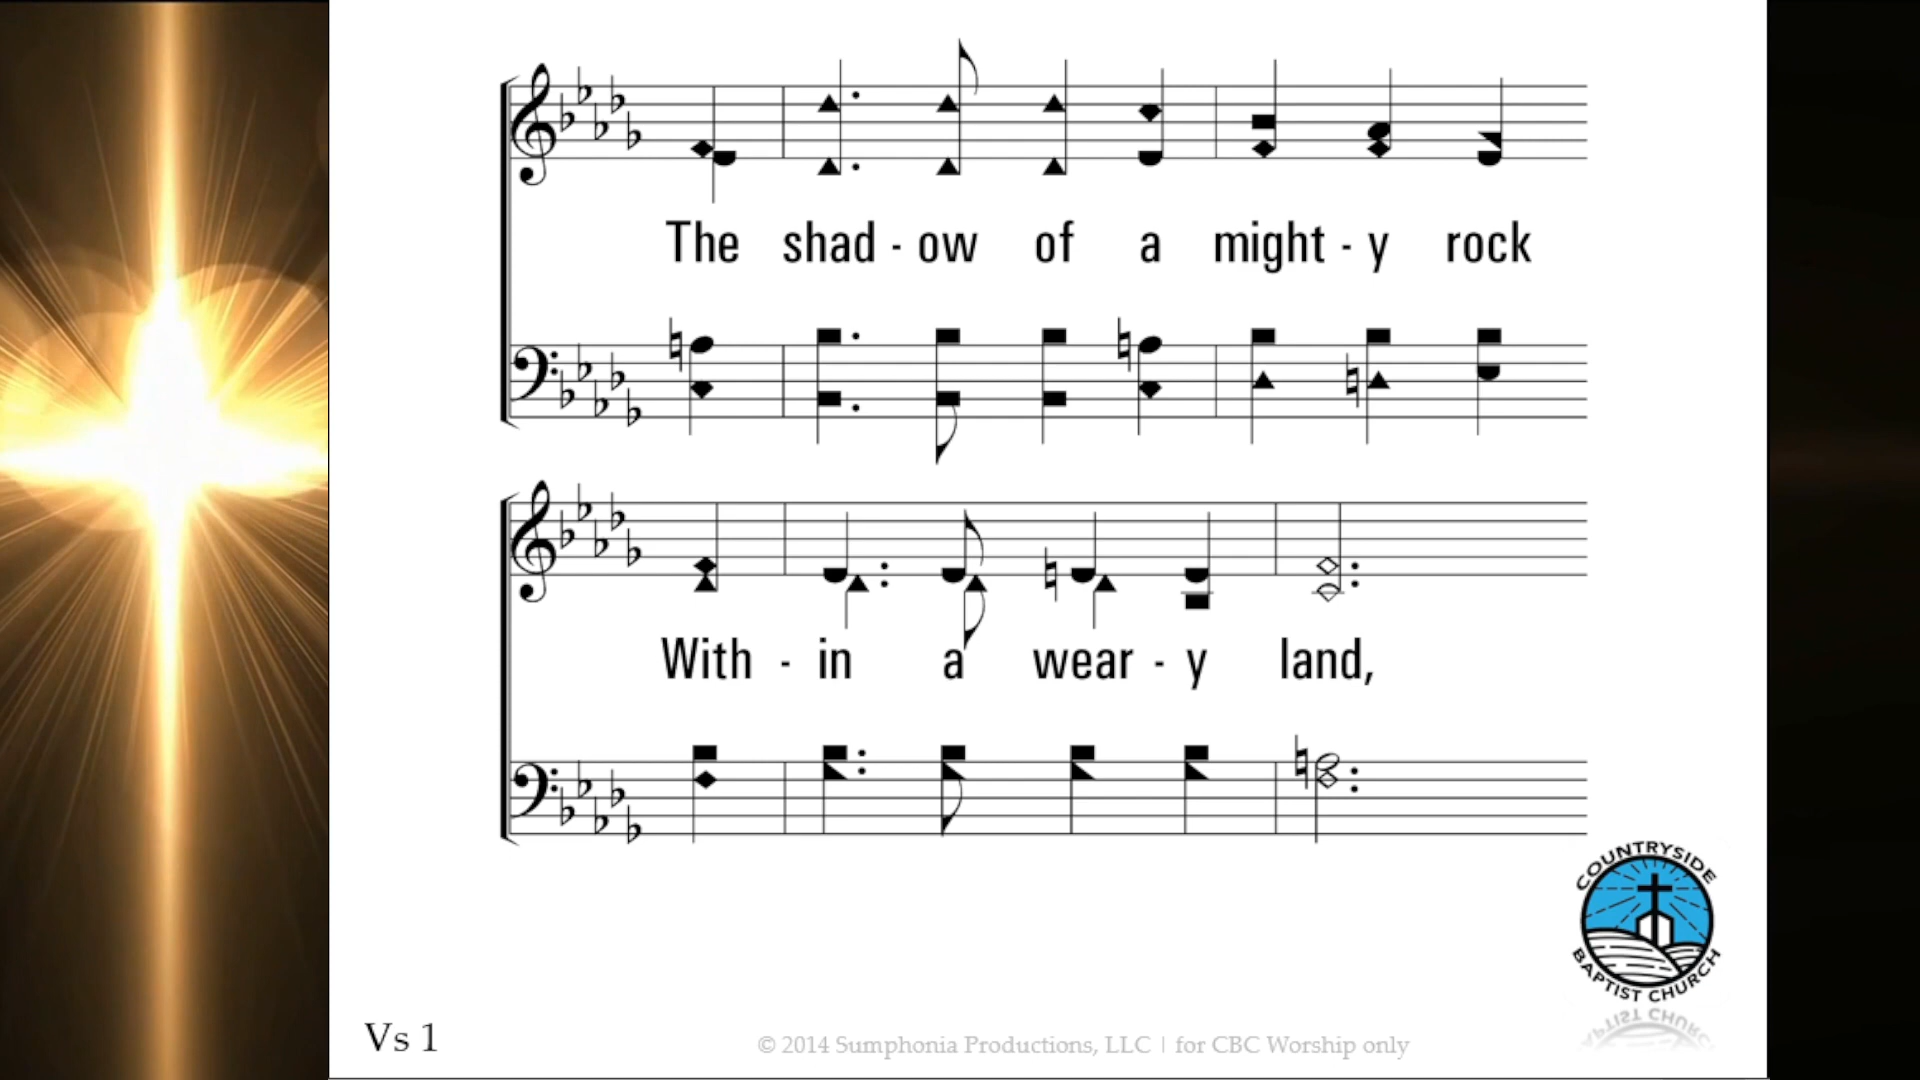 The shad - ow of a might - y rock
With - in a wear - y land,
COUNTRYSIDE
BAPTIST CHURCH
Vs 1
© 2014 Sumphonia Productions, LLC | for CBC Worship only